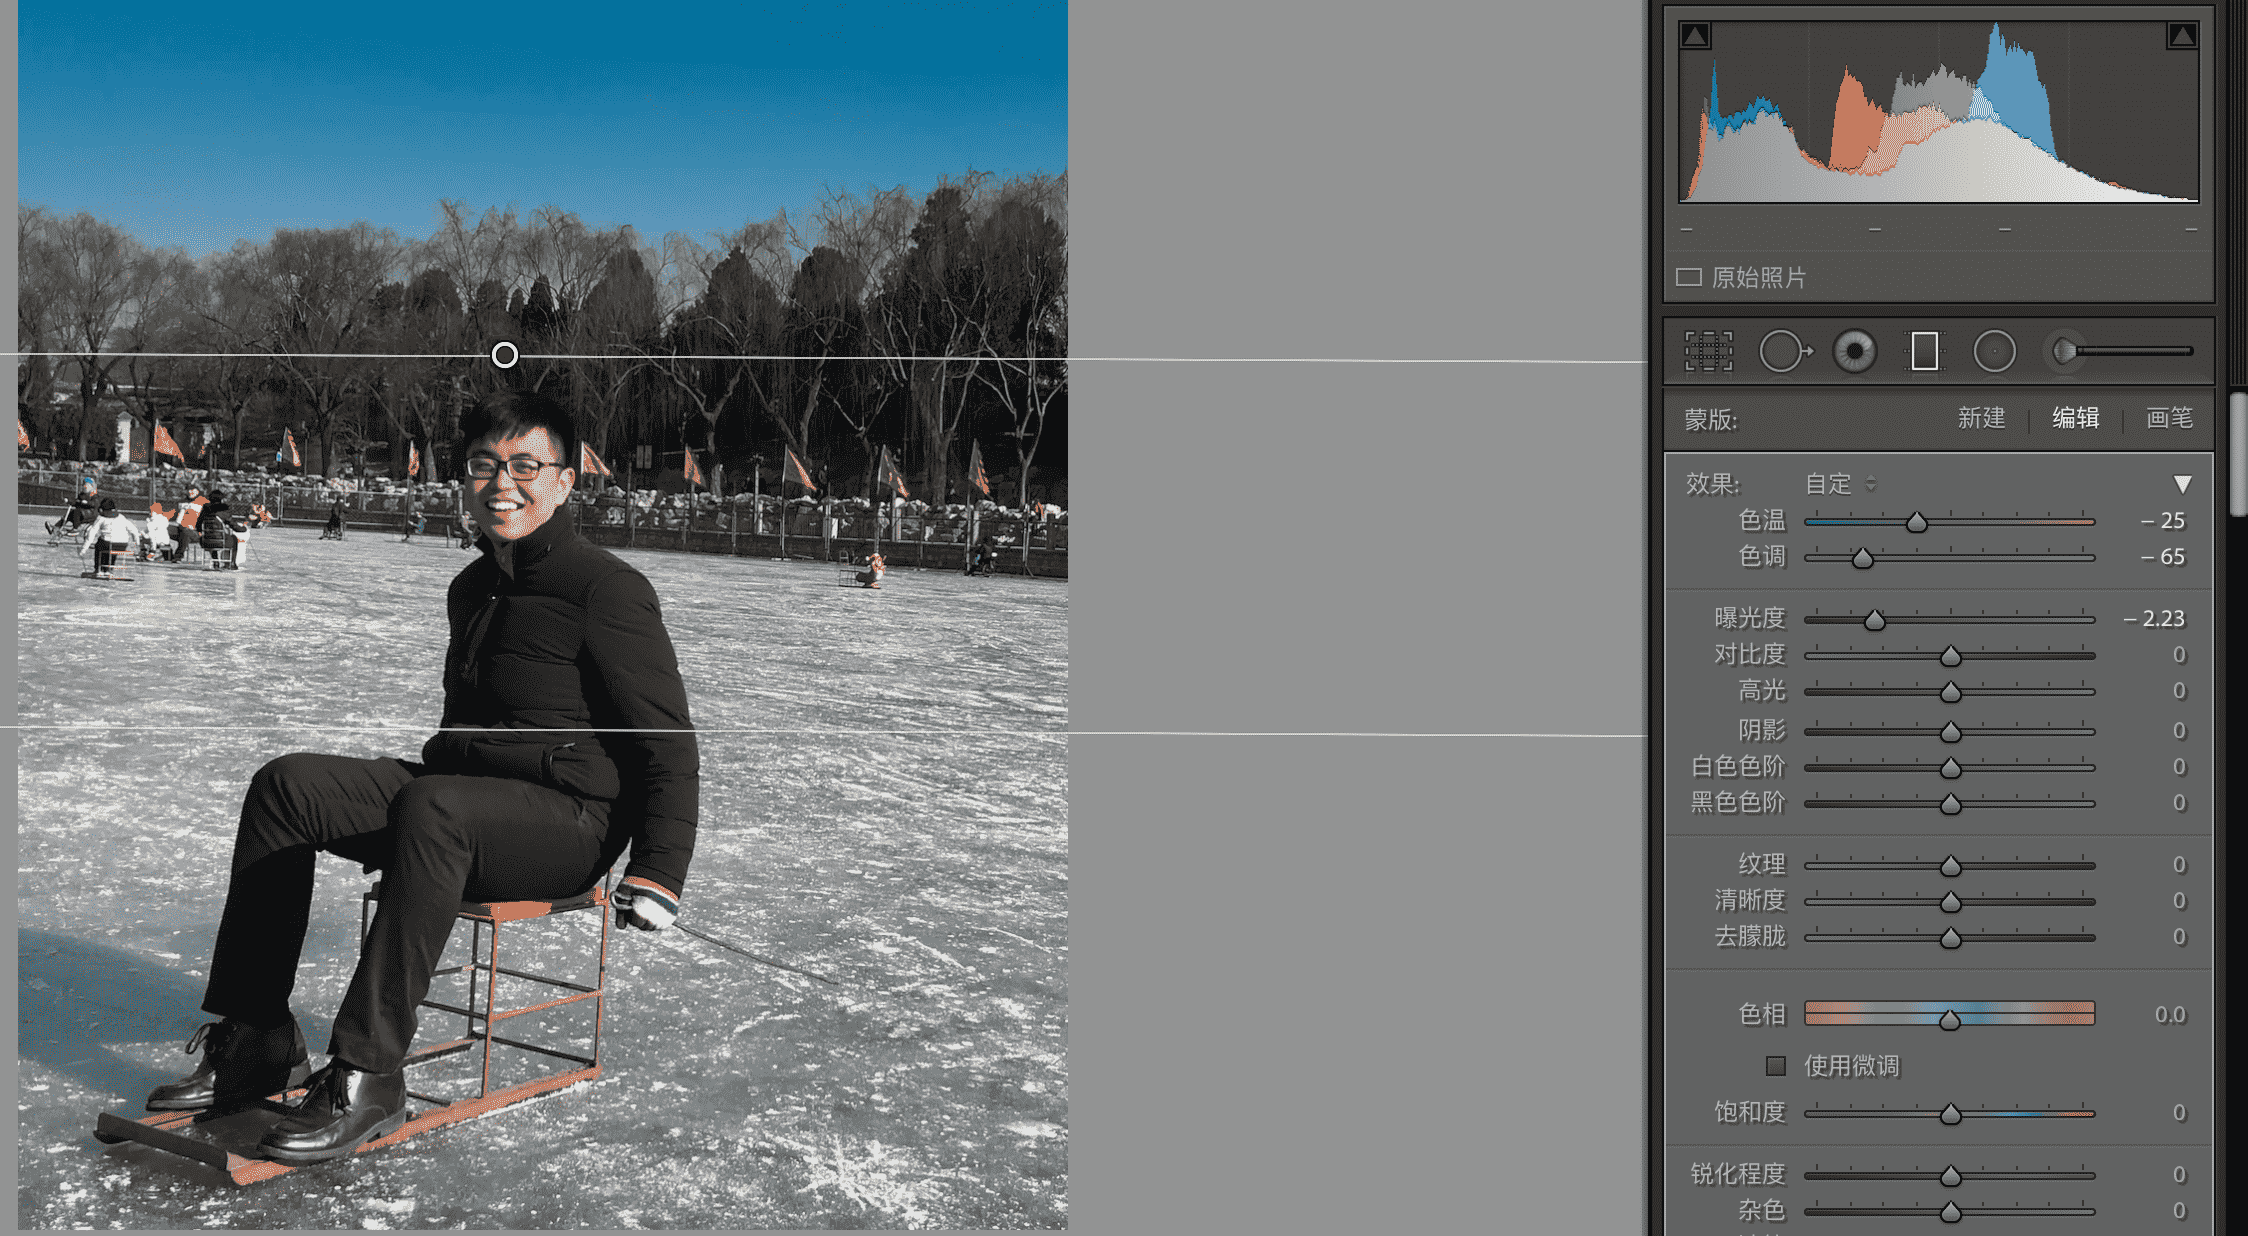 原始照片
蒙版: 新建 | 编辑 | 画笔
效果: 自定
色温 – 25
色调 – 65
曝光度 – 2.23
对比度 0
高光 0
阴影 0
白色色阶 0
黑色色阶 0
纹理 0
清晰度 0
去朦胧 0
色相 0.0
使用微调
饱和度 0
锐化程度 0
杂色 0